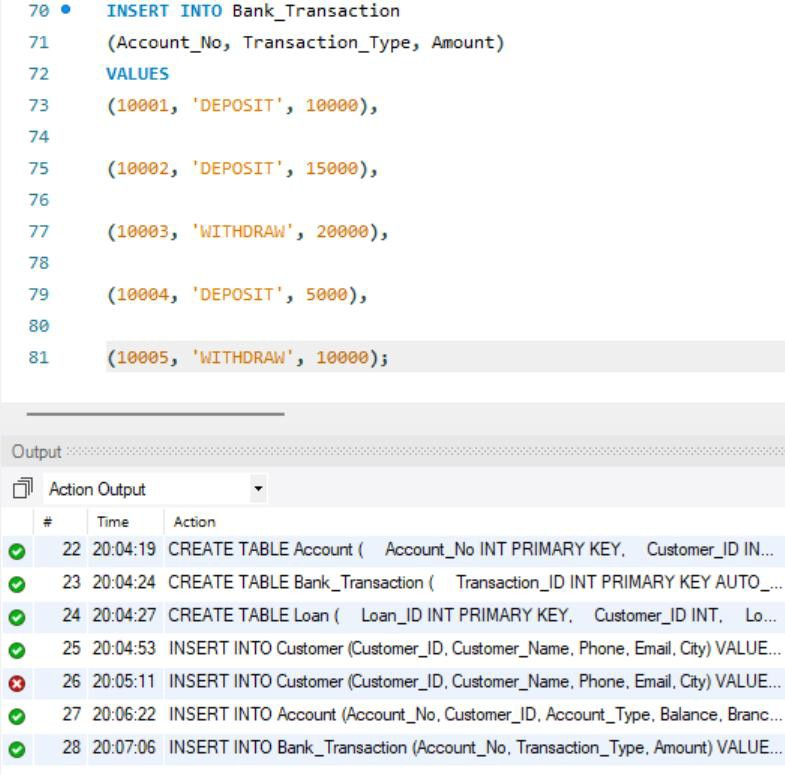 70 INSERT INTO Bank_Transaction
71 (Account_No, Transaction_Type, Amount)
72 VALUES
73 (10001, 'DEPOSIT', 10000),
74
75 (10002, 'DEPOSIT', 15000),
76
77 (10003, 'WITHDRAW', 20000),
78
79 (10004, 'DEPOSIT', 5000),
80
81 (10005, 'WITHDRAW', 10000);
Output
Action Output
# Time Action
22 20:04:19 CREATE TABLE Account ( Account_No INT PRIMARY KEY, Customer_ID IN...
23 20:04:24 CREATE TABLE Bank_Transaction ( Transaction_ID INT PRIMARY KEY AUTO_...
24 20:04:27 CREATE TABLE Loan ( Loan_ID INT PRIMARY KEY, Customer_ID INT, Lo...
25 20:04:53 INSERT INTO Customer (Customer_ID, Customer_Name, Phone, Email, City) VALUE...
26 20:05:11 INSERT INTO Customer (Customer_ID, Customer_Name, Phone, Email, City) VALUE...
27 20:06:22 INSERT INTO Account (Account_No, Customer_ID, Account_Type, Balance, Branc...
28 20:07:06 INSERT INTO Bank_Transaction (Account_No, Transaction_Type, Amount) VALUE...